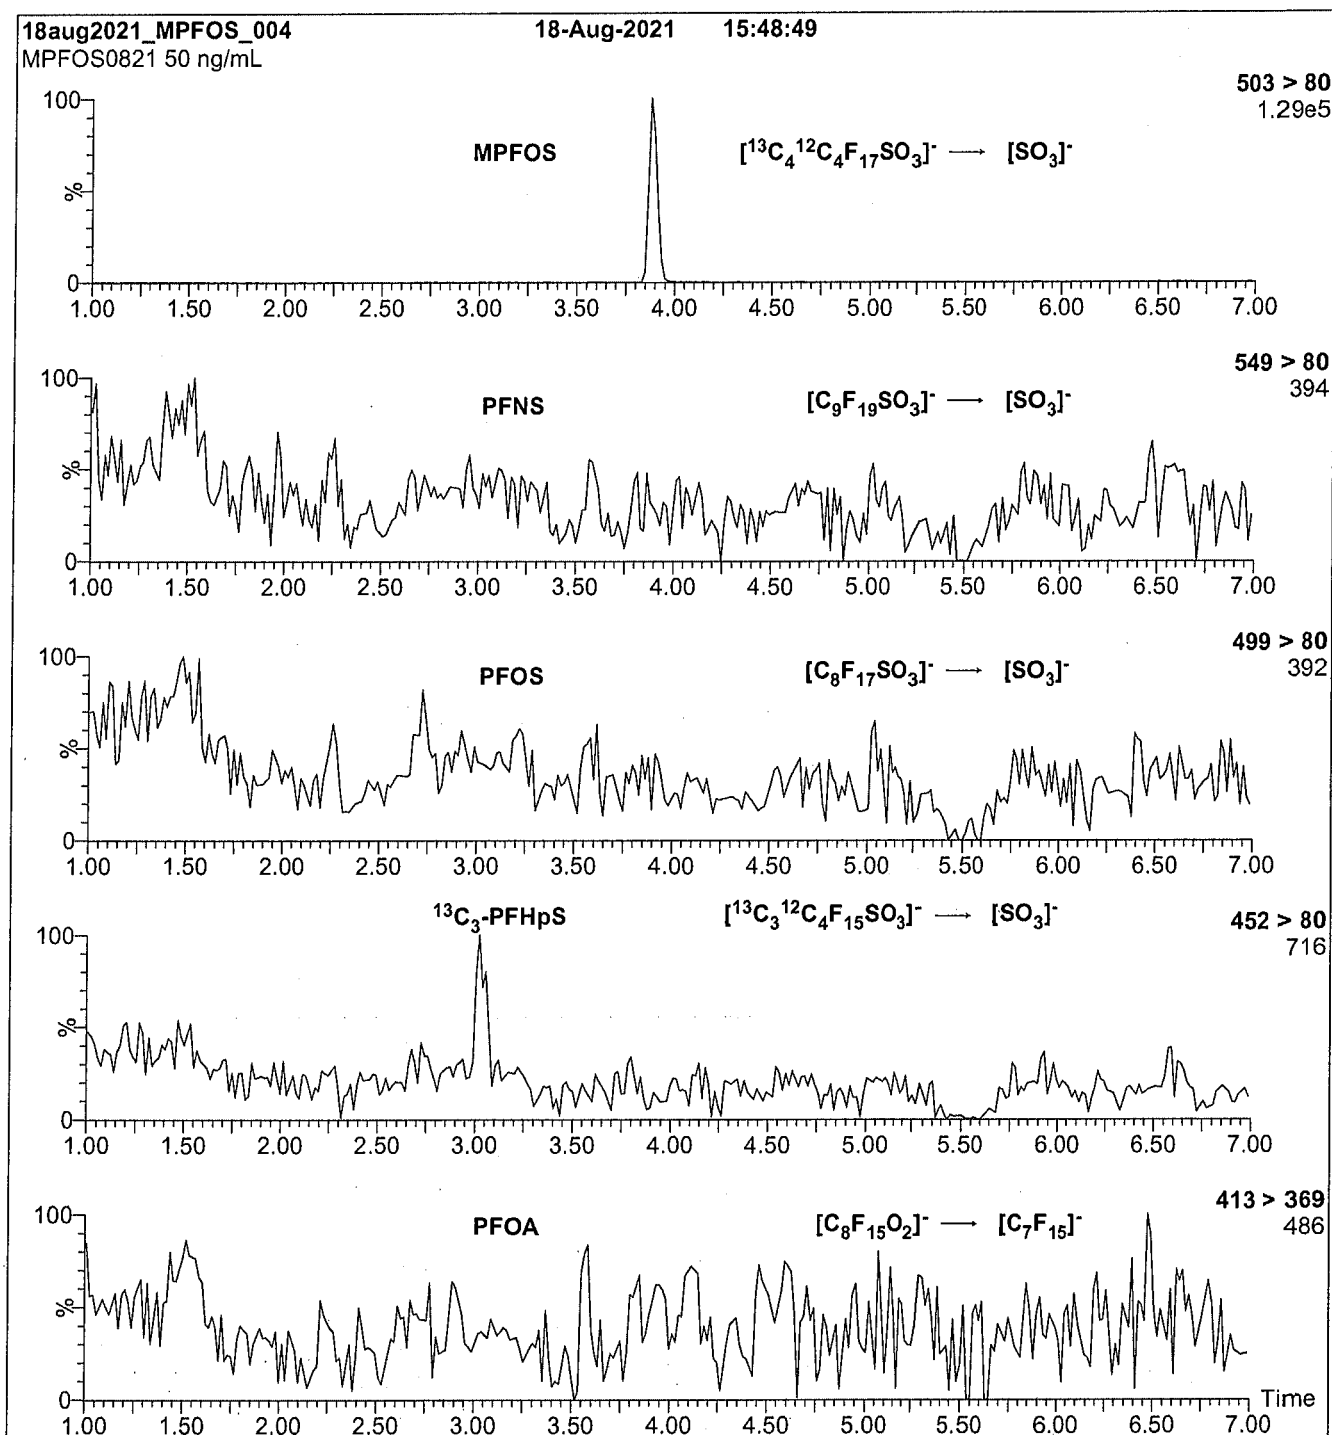 18aug2021_MPFOS_004 18-Aug-2021 15:48:49
MPFOS0821 50 ng/mL
503 > 80
1.29e5
100
MPFOS [¹³C₄¹²C₄F₁₇SO₃]⁻ → [SO₃]⁻
%
0
1.00 1.50 2.00 2.50 3.00 3.50 4.00 4.50 5.00 5.50 6.00 6.50 7.00
549 > 80
394
100
PFNS [C₉F₁₉SO₃]⁻ → [SO₃]⁻
%
0
1.00 1.50 2.00 2.50 3.00 3.50 4.00 4.50 5.00 5.50 6.00 6.50 7.00
499 > 80
392
100
PFOS [C₈F₁₇SO₃]⁻ → [SO₃]⁻
%
0
1.00 1.50 2.00 2.50 3.00 3.50 4.00 4.50 5.00 5.50 6.00 6.50 7.00
¹³C₃-PFHpS [¹³C₃¹²C₄F₁₅SO₃]⁻ → [SO₃]⁻ 452 > 80
716
100
%
0
1.00 1.50 2.00 2.50 3.00 3.50 4.00 4.50 5.00 5.50 6.00 6.50 7.00
413 > 369
486
100
PFOA [C₈F₁₅O₂]⁻ → [C₇F₁₅]⁻
%
0
Time
1.00 1.50 2.00 2.50 3.00 3.50 4.00 4.50 5.00 5.50 6.00 6.50 7.00